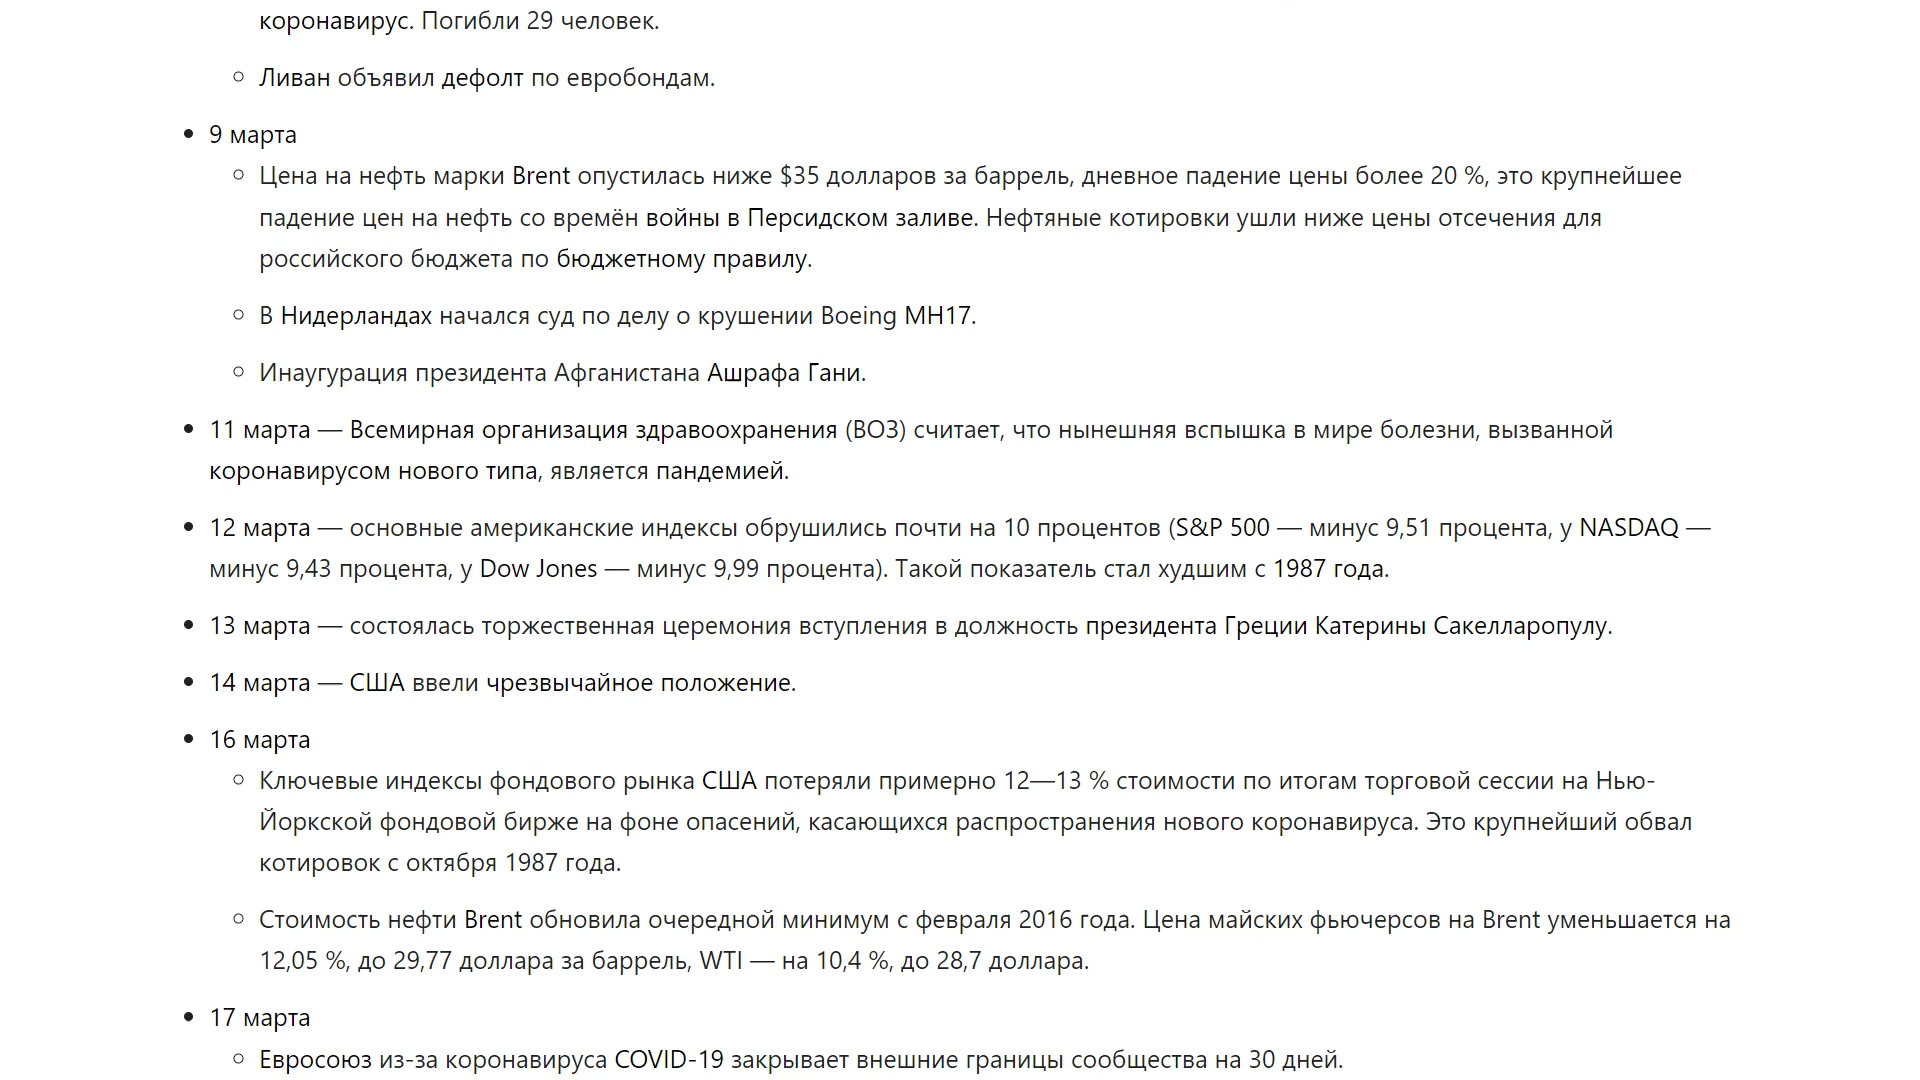 коронавирус. Погибли 29 человек.
Ливан объявил дефолт по евробондам.
9 марта
Цена на нефть марки Brent опустилась ниже $35 долларов за баррель, дневное падение цены более 20 %, это крупнейшее
падение цен на нефть со времён войны в Персидском заливе. Нефтяные котировки ушли ниже цены отсечения для
российского бюджета по бюджетному правилу.
В Нидерландах начался суд по делу о крушении Boeing MH17.
Инаугурация президента Афганистана Ашрафа Гани.
11 марта — Всемирная организация здравоохранения (ВОЗ) считает, что нынешняя вспышка в мире болезни, вызванной
коронавирусом нового типа, является пандемией.
12 марта — основные американские индексы обрушились почти на 10 процентов (S&P 500 — минус 9,51 процента, у NASDAQ —
минус 9,43 процента, у Dow Jones — минус 9,99 процента). Такой показатель стал худшим с 1987 года.
13 марта — состоялась торжественная церемония вступления в должность президента Греции Катерины Сакелларопулу.
14 марта — США ввели чрезвычайное положение.
16 марта
Ключевые индексы фондового рынка США потеряли примерно 12—13 % стоимости по итогам торговой сессии на Нью-
Йоркской фондовой бирже на фоне опасений, касающихся распространения нового коронавируса. Это крупнейший обвал
котировок с октября 1987 года.
Стоимость нефти Brent обновила очередной минимум с февраля 2016 года. Цена майских фьючерсов на Brent уменьшается на
12,05 %, до 29,77 доллара за баррель, WTI — на 10,4 %, до 28,7 доллара.
17 марта
Евросоюз из-за коронавируса COVID-19 закрывает внешние границы сообщества на 30 дней.